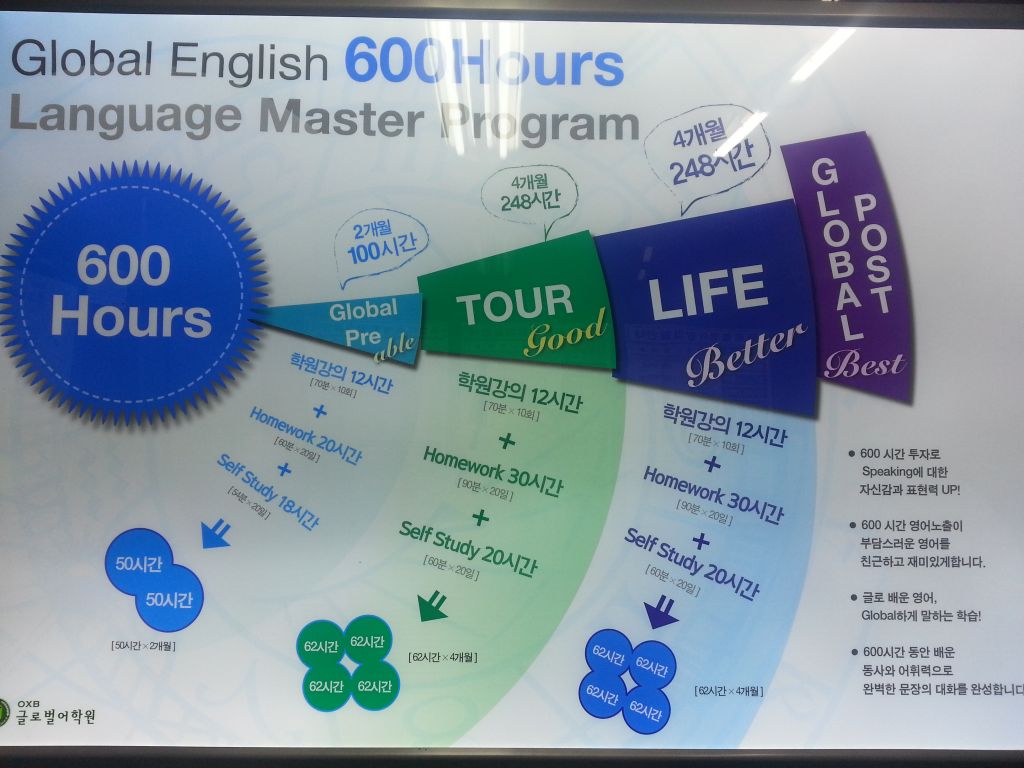 Global English 600Hours
Language Master Program
600
Hours
2개월
100시간
4개월
248시간
4개월
248시간
Global
Pre
able
TOUR
Good
LIFE
Better
GLOBAL
POST
Best
학원강의 12시간
[70분×10회]
+
Homework 20시간
[60분×20일]
+
Self Study 18시간
[54분×20일]
50시간
50시간
[50시간×2개월]
학원강의 12시간
[70분×10회]
+
Homework 30시간
[90분×20일]
+
Self Study 20시간
[60분×20일]
62시간
62시간
62시간
62시간
[62시간×4개월]
학원강의 12시간
[70분×10회]
+
Homework 30시간
[90분×20일]
+
Self Study 20시간
[60분×20일]
62시간
62시간
62시간
62시간
[62시간×4개월]
● 600 시간 투자로
Speaking에 대한
자신감과 표현력 UP!
● 600 시간 영어노출이
부담스러운 영어를
친근하고 재미있게합니다.
● 글로 배운 영어,
Global하게 말하는 학습!
● 600시간 동안 배운
동사와 어휘력으로
완벽한 문장의 대화를 완성합니다
OXB
글로벌어학원